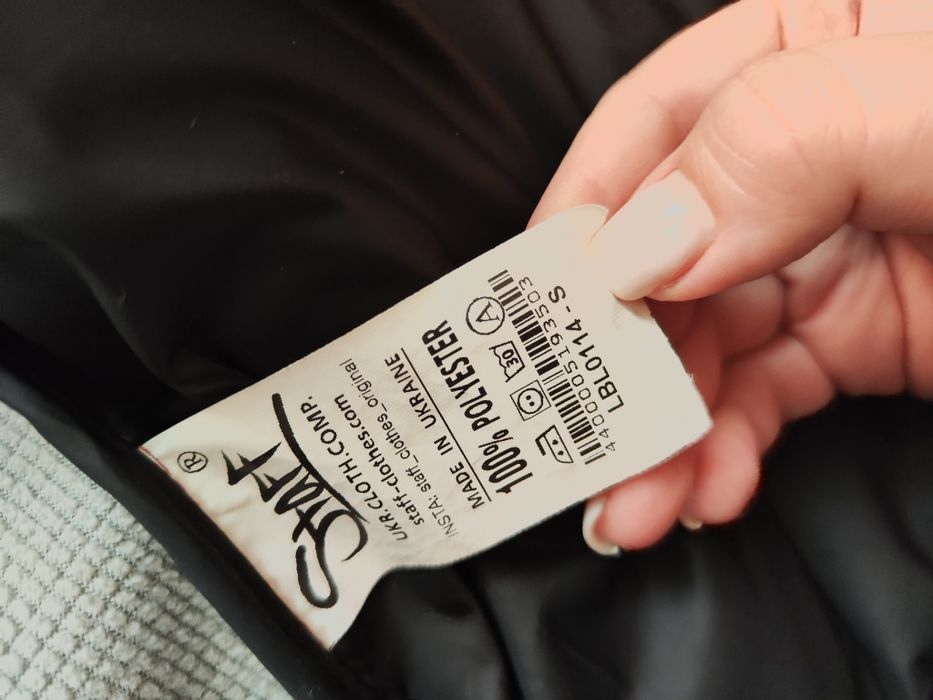 STAFF
®
UKR.CLOTH.COMP.
staff-clothes.com
INSTA: staff_clothes_original
MADE IN UKRAINE
100% POLYESTER
30 A
4400005193503
LBL0114 -S